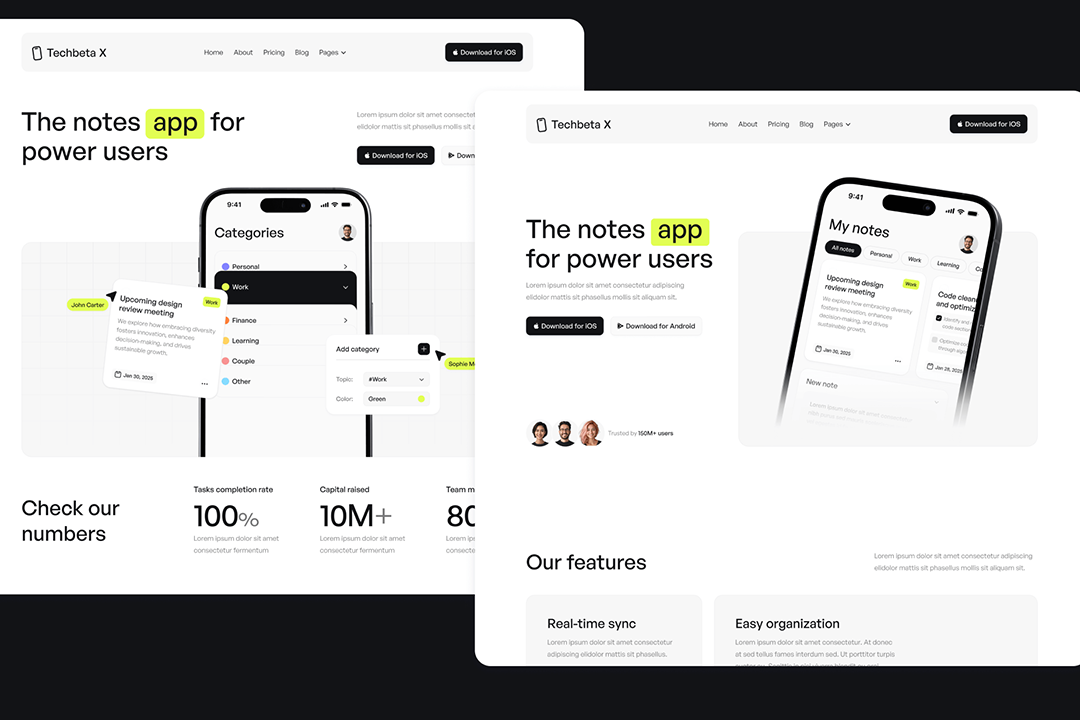 Techbeta X
Home About Pricing Blog Pages
Download for iOS
The notes app for
power users
Lorem ipsum dolor sit amet
elidolor mattis sit phasellus mollis sit
Download for iOS
9:41
Categories
Personal
Work
Finance
Learning
Couple
Other
John Carter
Upcoming design
review meeting
Work
We explore how embracing diversity
fosters innovation, enhances
decision-making, and drives
sustainable growth.
Jan 30, 2025
Add category
Topic: #Work
Color: Green
Sophie
Check our
numbers
Tasks completion rate
100%
Lorem ipsum dolor sit amet
consectetur fermentum
Capital raised
10M+
Lorem ipsum dolor sit amet
consectetur fermentum
Team
80
Lorem
Techbeta X
Home About Pricing Blog Pages
Download for iOS
The notes app
for power users
Lorem ipsum dolor sit amet consectetur adipiscing
elidolor mattis sit phasellus mollis sit aliquam sit.
Download for iOS
Download for Android
Trusted by 160M+ users
9:41
My notes
All notes Personal Work Learning
Upcoming design
review meeting
Work
We explore how embracing diversity
fosters innovation, enhances
decision-making, and drives
sustainable growth.
Jan 30, 2025
Code
and
Identify and
code
Optimize
through
Jan 28, 2025
New note
Lorem ipsum dolor sit amet
Our features
Lorem ipsum dolor sit amet consectetur adipiscing
elidolor mattis sit phasellus mollis sit aliquam sit.
Real-time sync
Lorem ipsum dolor sit amet consectetur
adipiscing elidolor mattis sit phasellus.
Easy organization
Lorem ipsum dolor sit amet consectetur. At donec
at sed tellus fames interdum sed. Ut porttitor turpis